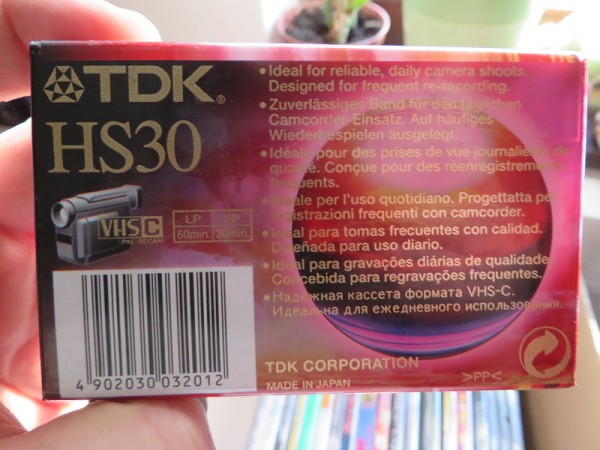 TDK®
HS30
VHS C
PAL SECAM
LP SP
60min. 30min.
• Ideal for reliable, daily camera shoots.
Designed for frequent re-recording.
• Zuverlässiges Band für den täglichen
Camcorder-Einsatz. Auf häufiges
Wiederbespielen ausgelegt.
• Idéale pour des prises de vue journalières de
qualité. Conçue pour des réenregistrements
fréquents.
• Ideale per l'uso quotidiano. Progettatta per
registrazioni frequenti con camcorder.
• Ideal para tomas frecuentes con calidad.
Diseñada para uso diario.
• Ideal para gravações diárias de qualidade.
Concebida para regravações frequentes.
• Надежная кассета формата VHS-C.
Идеальна для ежедневного использования.
4 902030 032012
TDK CORPORATION
MADE IN JAPAN
>PP<